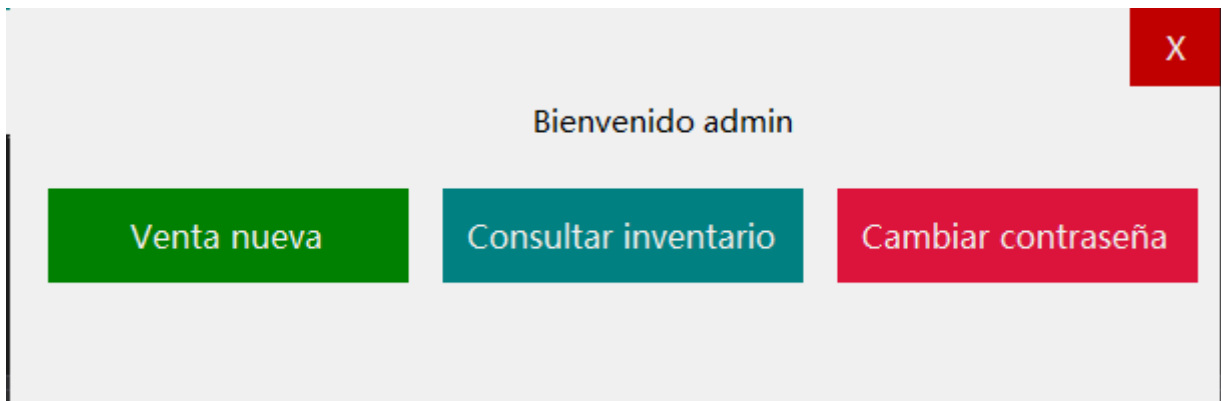 X
Bienvenido admin
Venta nueva
Consultar inventario
Cambiar contraseña